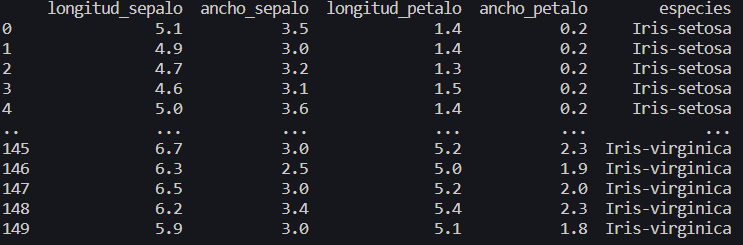 longitud_sepalo ancho_sepalo longitud_petalo ancho_petalo especies
0 5.1 3.5 1.4 0.2 Iris-setosa
1 4.9 3.0 1.4 0.2 Iris-setosa
2 4.7 3.2 1.3 0.2 Iris-setosa
3 4.6 3.1 1.5 0.2 Iris-setosa
4 5.0 3.6 1.4 0.2 Iris-setosa
.. ... ... ... ... ...
145 6.7 3.0 5.2 2.3 Iris-virginica
146 6.3 2.5 5.0 1.9 Iris-virginica
147 6.5 3.0 5.2 2.0 Iris-virginica
148 6.2 3.4 5.4 2.3 Iris-virginica
149 5.9 3.0 5.1 1.8 Iris-virginica